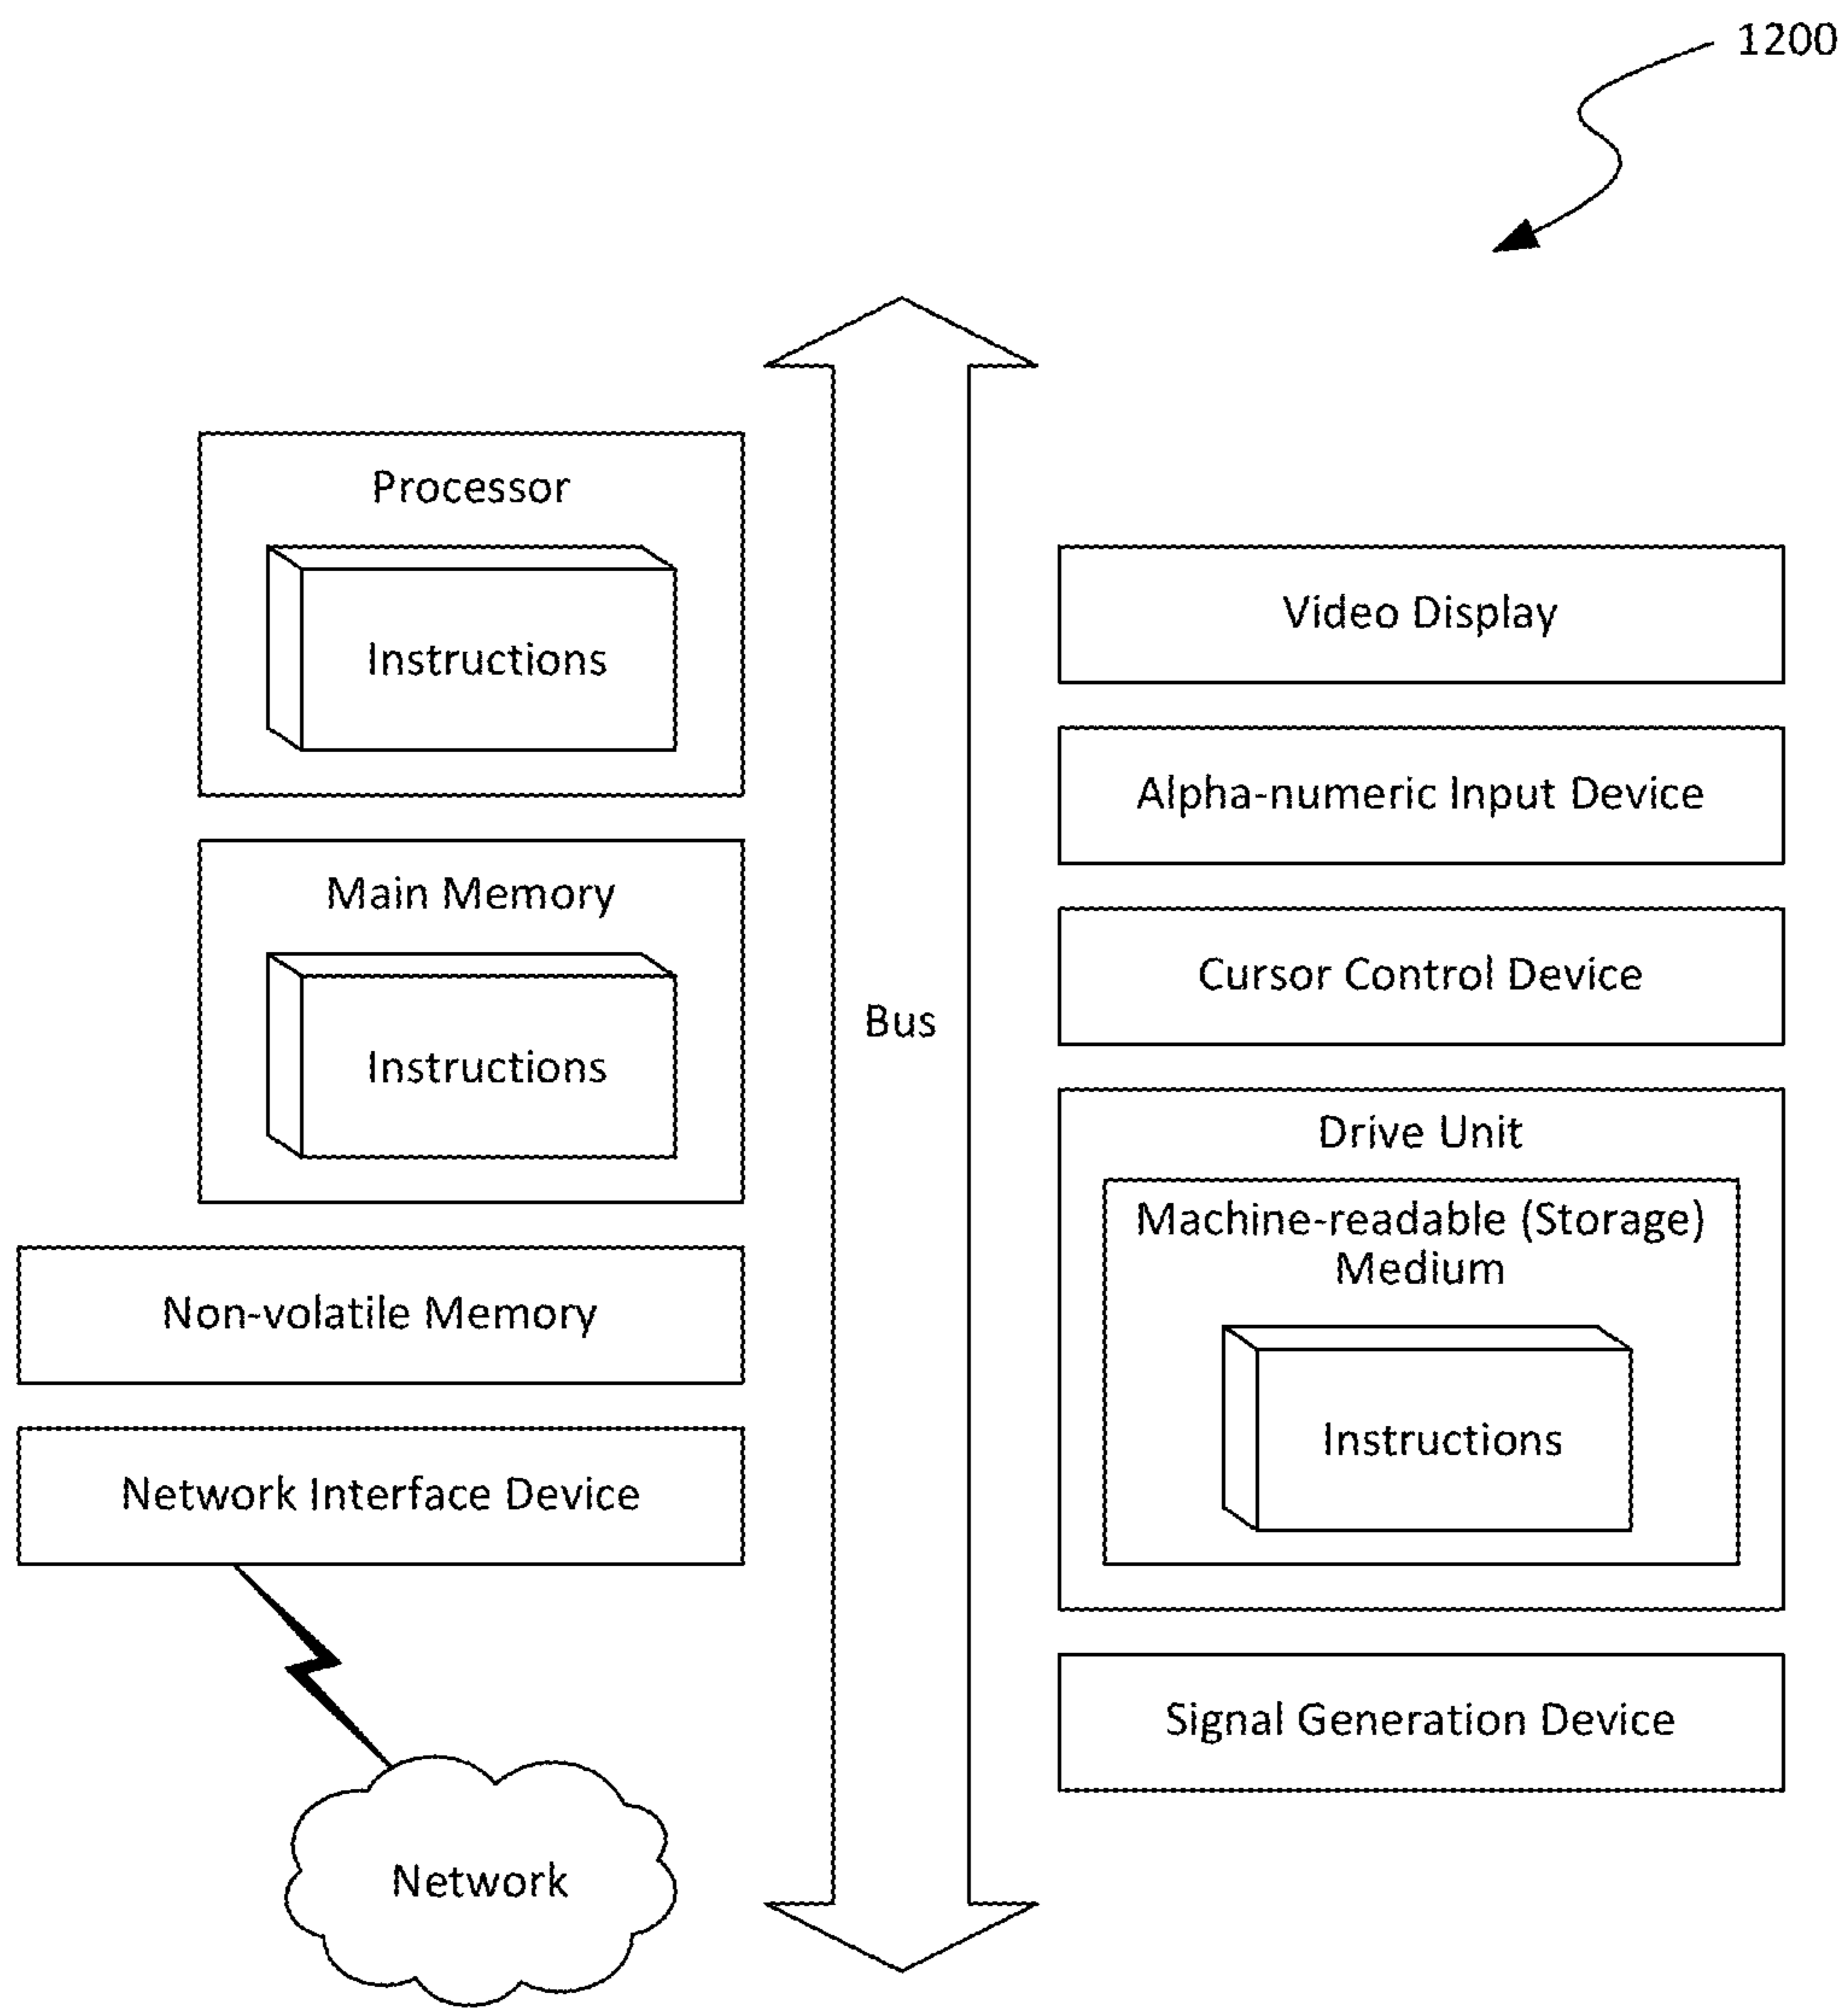 1200
Processor
Instructions
Main Memory
Instructions
Non-volatile Memory
Network Interface Device
Network
Bus
Video Display
Alpha-numeric Input Device
Cursor Control Device
Drive Unit
Machine-readable (Storage)
Medium
Instructions
Signal Generation Device